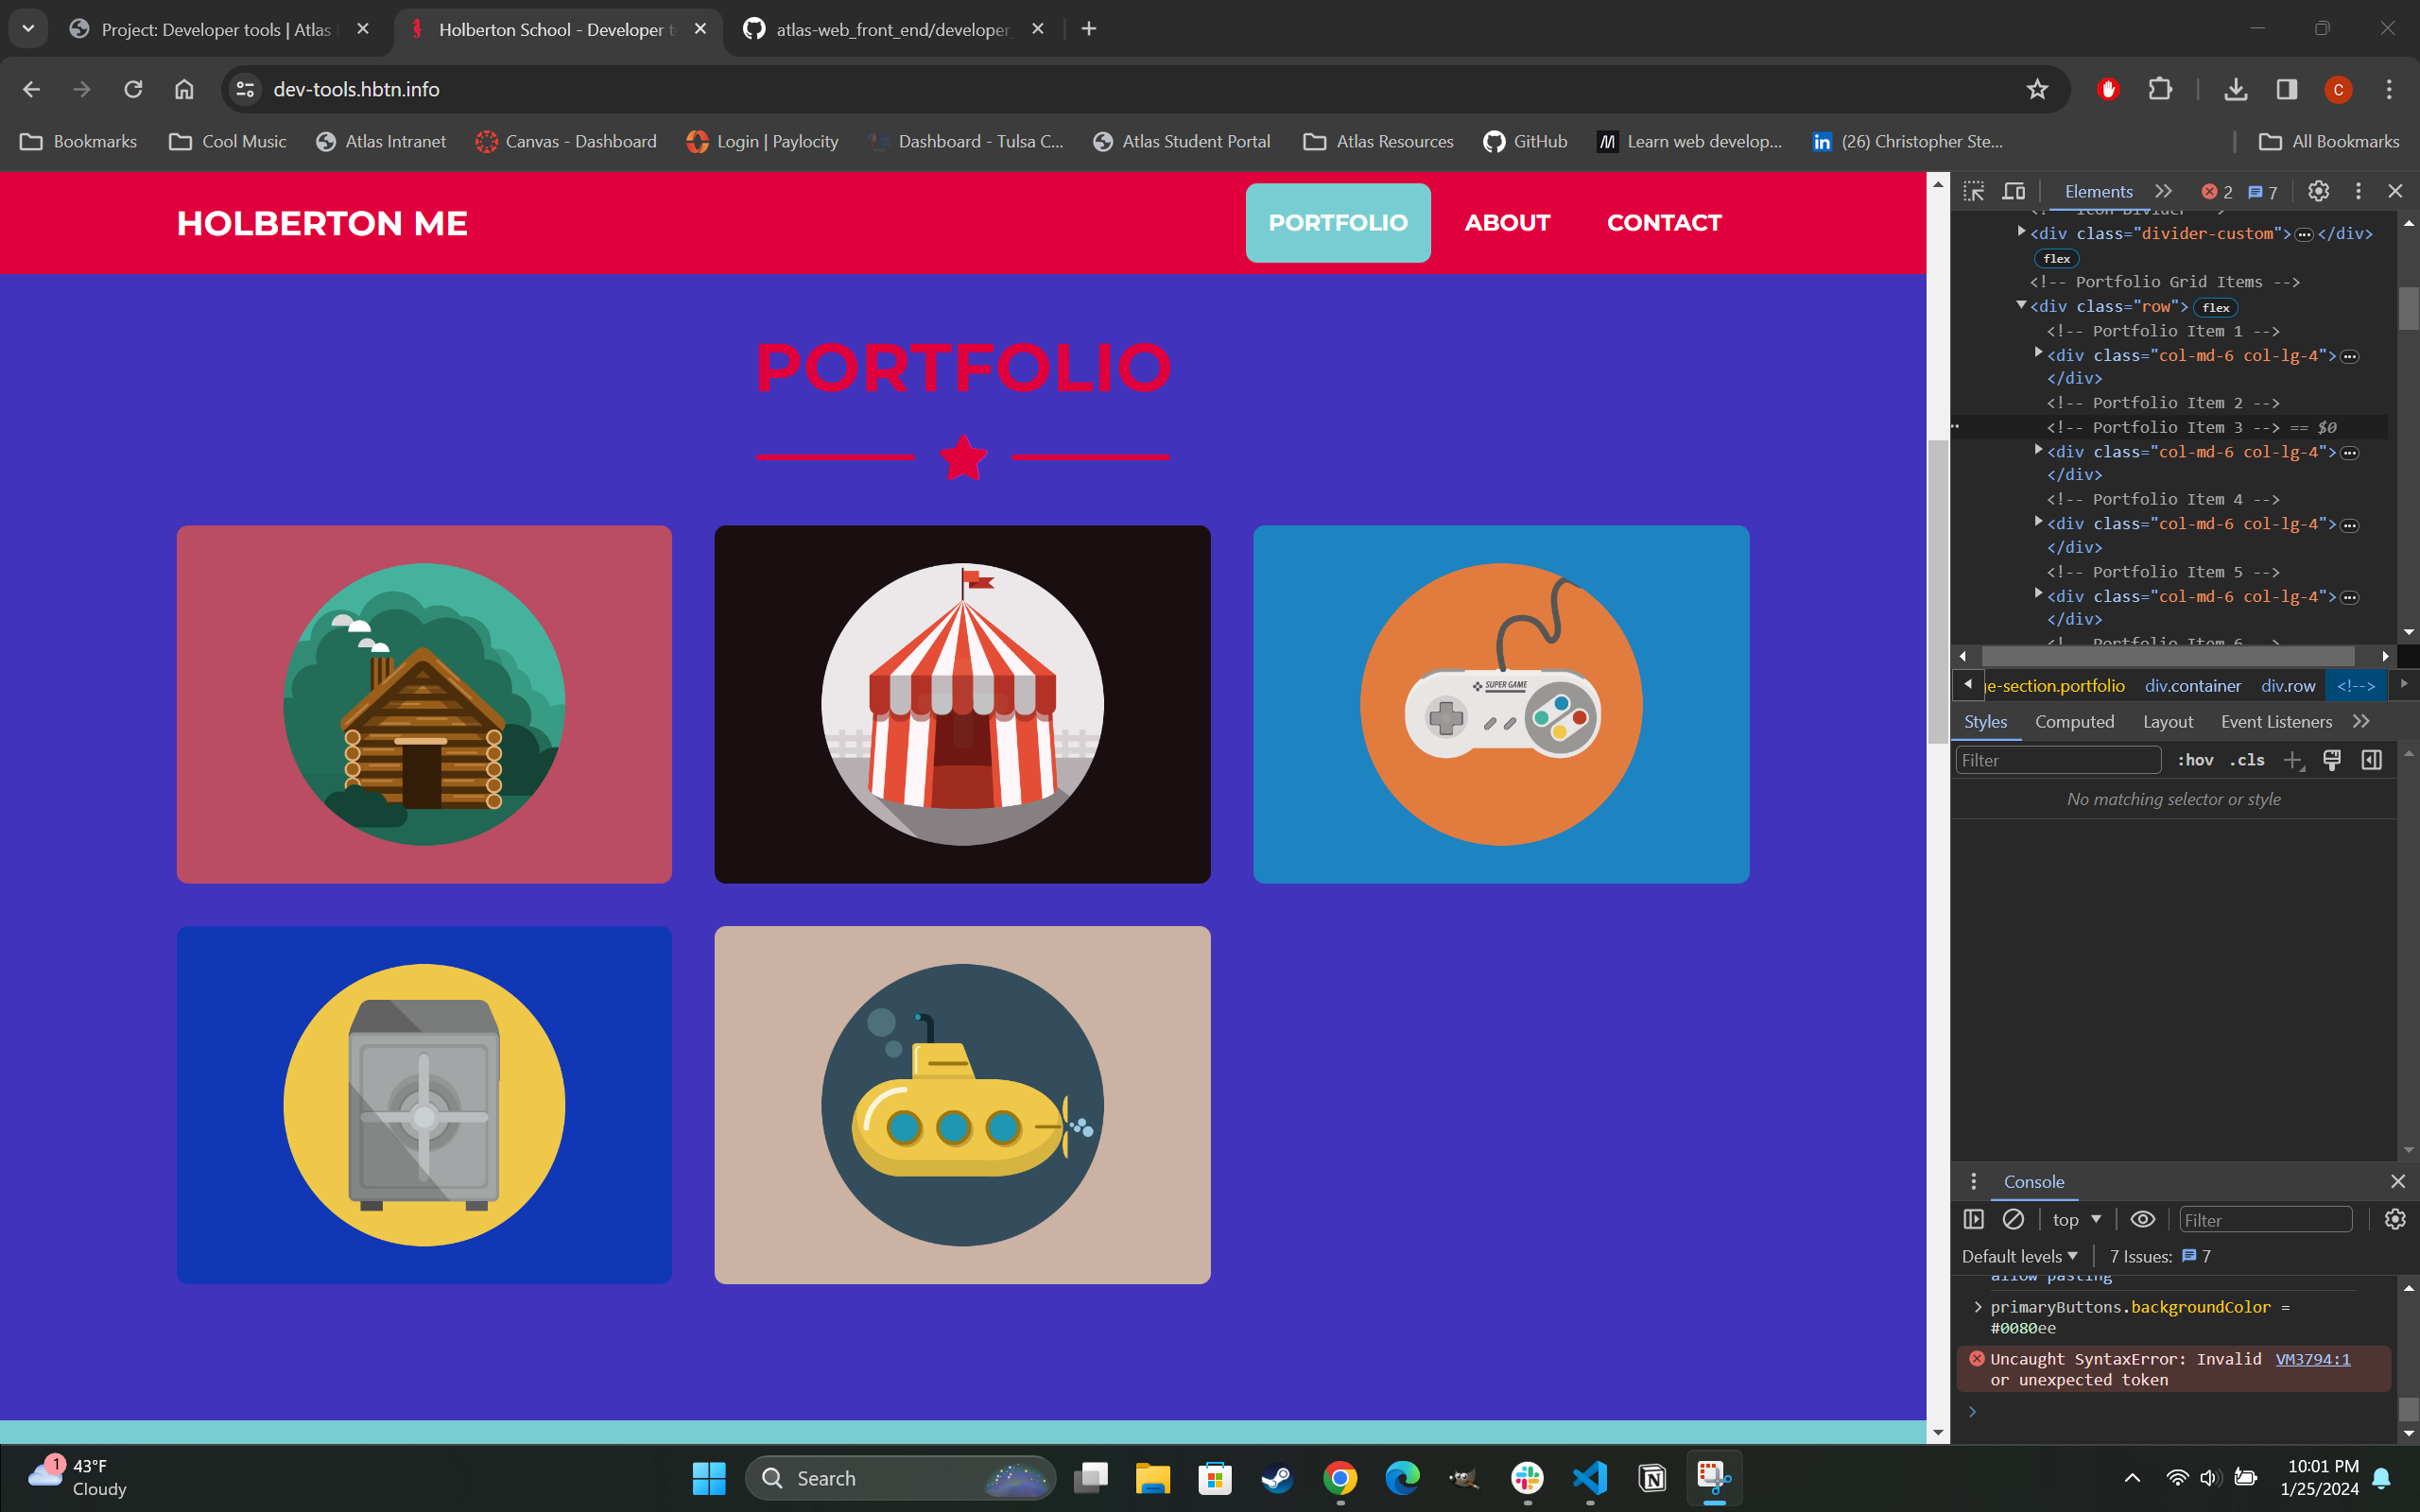 Project: Developer tools | Atlas
Holberton School - Developer t
atlas-web_front_end/developer_
dev-tools.hbtn.info
C
Bookmarks
Cool Music
Atlas Intranet
Canvas - Dashboard
Login | Paylocity
Dashboard - Tulsa C...
Atlas Student Portal
Atlas Resources
GitHub
Learn web develop...
(26) Christopher Ste...
All Bookmarks
HOLBERTON ME
PORTFOLIO
ABOUT
CONTACT
PORTFOLIO
SUPER GAME
Elements
2
7
<!-- Icon Divider -->
<div class="divider-custom"> … </div>
flex
<!-- Portfolio Grid Items -->
<div class="row"> flex
<!-- Portfolio Item 1 -->
<div class="col-md-6 col-lg-4"> …
</div>
<!-- Portfolio Item 2 -->
<!-- Portfolio Item 3 --> == $0
<div class="col-md-6 col-lg-4"> …
</div>
<!-- Portfolio Item 4 -->
<div class="col-md-6 col-lg-4"> …
</div>
<!-- Portfolio Item 5 -->
<div class="col-md-6 col-lg-4"> …
</div>
<!-- Portfolio Item 6 -->
ge-section.portfolio div.container div.row <!-->
Styles Computed Layout Event Listeners
Filter :hov .cls
No matching selector or style
Console
top Filter
Default levels 7 Issues: 7
allow pasting
primaryButtons.backgroundColor =
#0080ee
Uncaught SyntaxError: Invalid VM3794:1
or unexpected token
1
43°F
Cloudy
Search
10:01 PM
1/25/2024